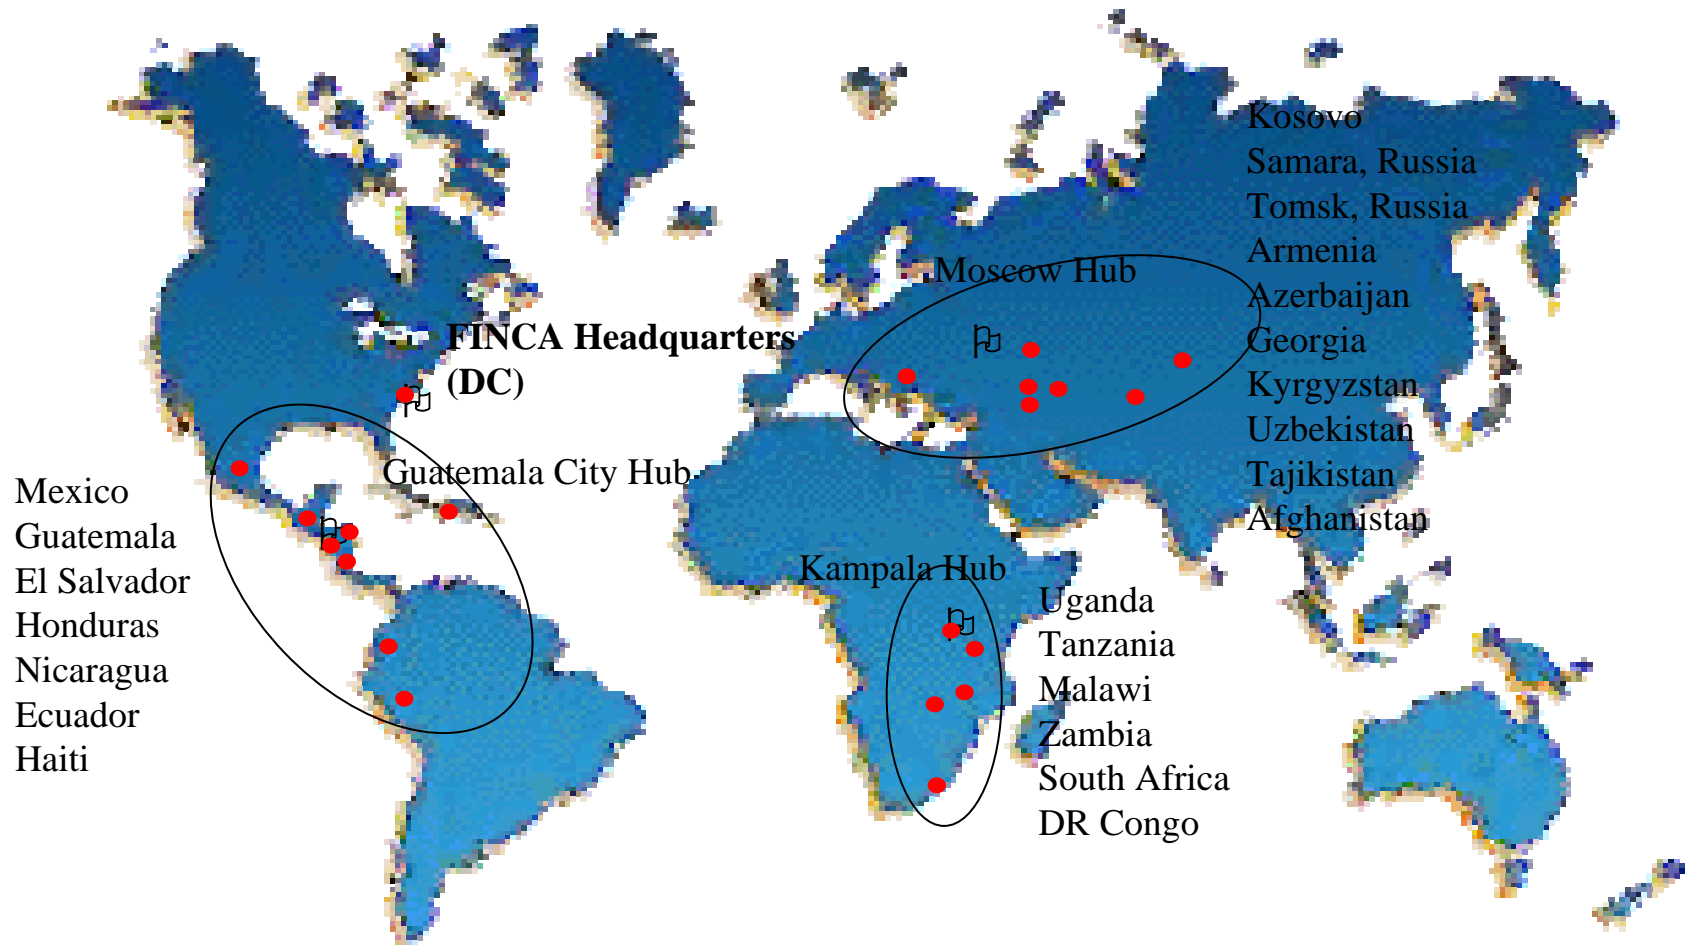 Kosovo
Samara, Russia
Tomsk, Russia
Armenia
Azerbaijan
Georgia
Kyrgyzstan
Uzbekistan
Tajikistan
Afghanistan
Moscow Hub
FINCA Headquarters
(DC)
Guatemala City Hub
Mexico
Guatemala
El Salvador
Honduras
Nicaragua
Ecuador
Haiti
Kampala Hub
Uganda
Tanzania
Malawi
Zambia
South Africa
DR Congo